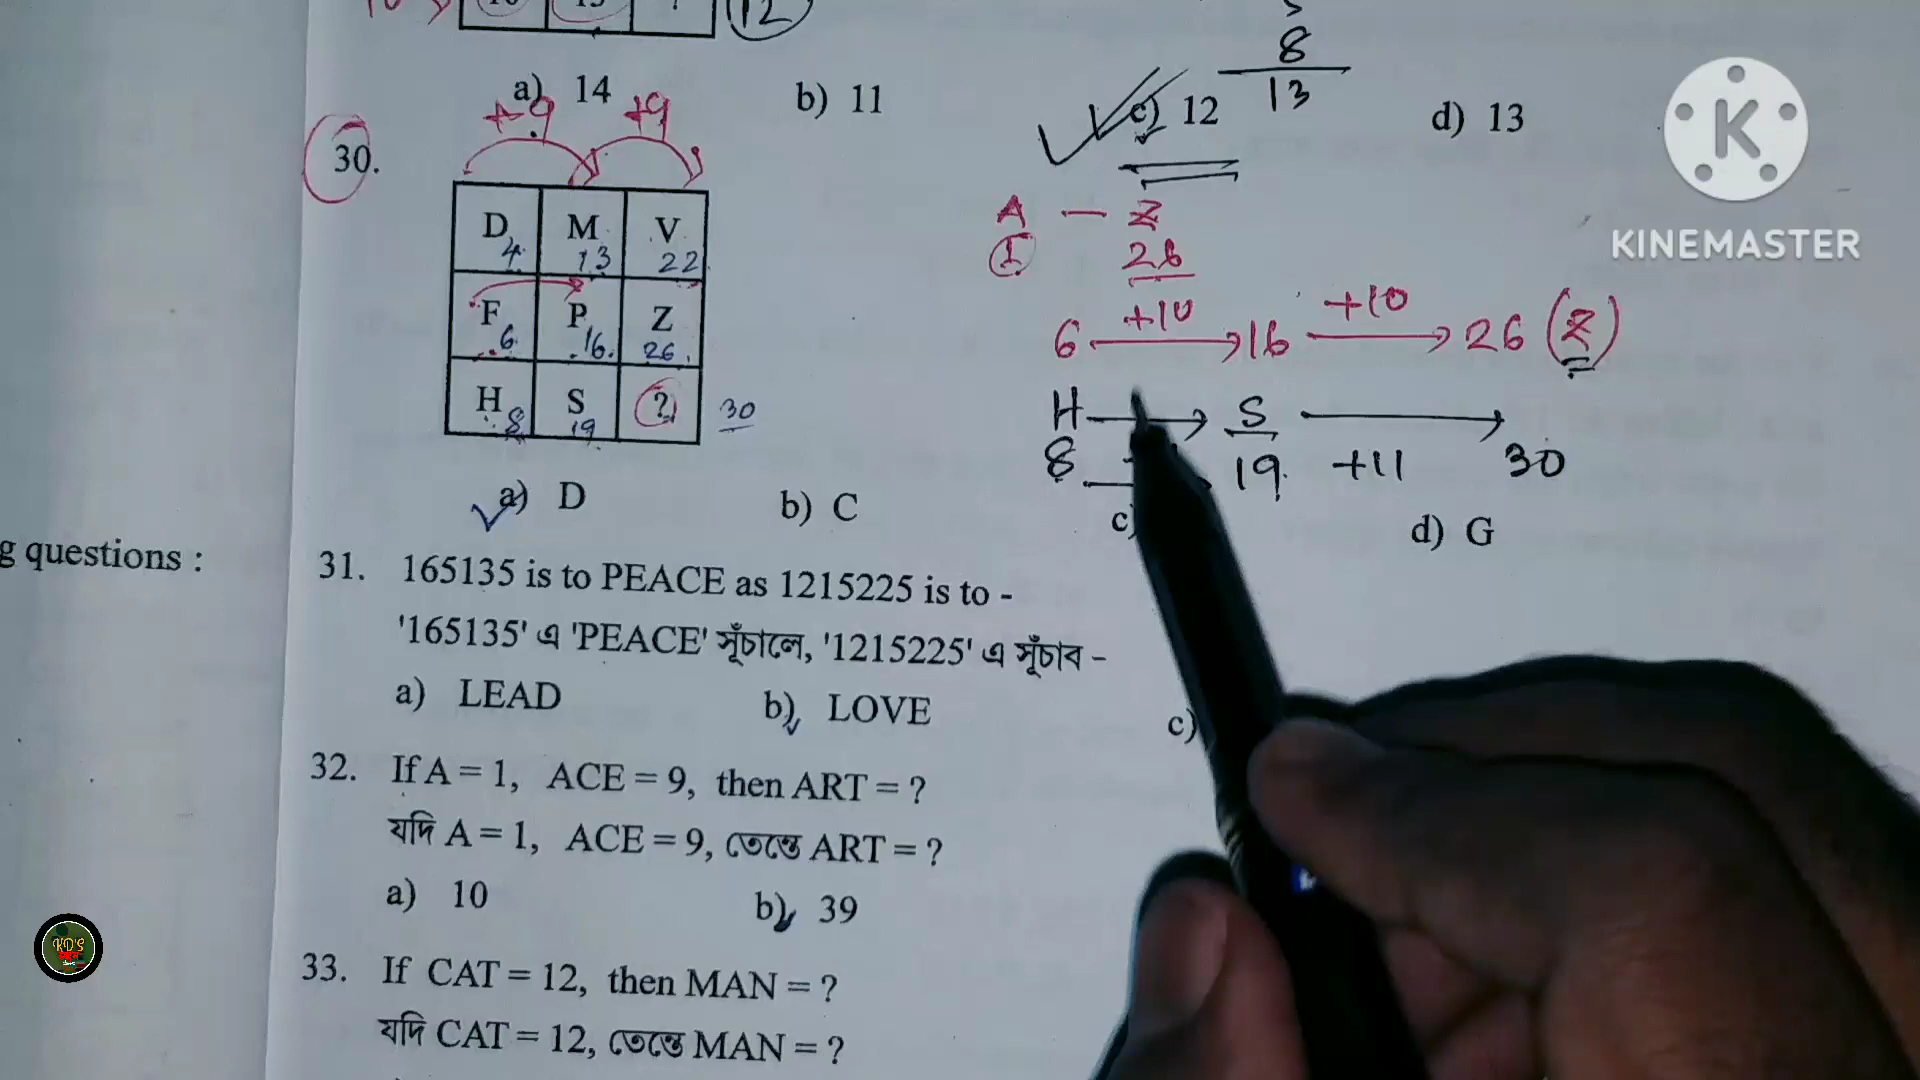 12
8
13
a) 14 b) 11 c) 12 d) 13
+9 +9
30.
D M V
4 13 22
F P Z
6 16 26
H S ?
8 19 30
A — Z
26
6 +10 16 +10 26 (Z)
H S
8 19 +11 30
a) D b) C c) d) G
g questions :
31. 165135 is to PEACE as 1215225 is to -
'165135' এ 'PEACE' সূঁচালে, '1215225' এ সূঁচাব -
a) LEAD b) LOVE c)
32. If A = 1, ACE = 9, then ART = ?
যদি A = 1, ACE = 9, তেন্তে ART = ?
a) 10 b) 39
33. If CAT = 12, then MAN = ?
যদি CAT = 12, তেন্তে MAN = ?
KINEMASTER
KD'S